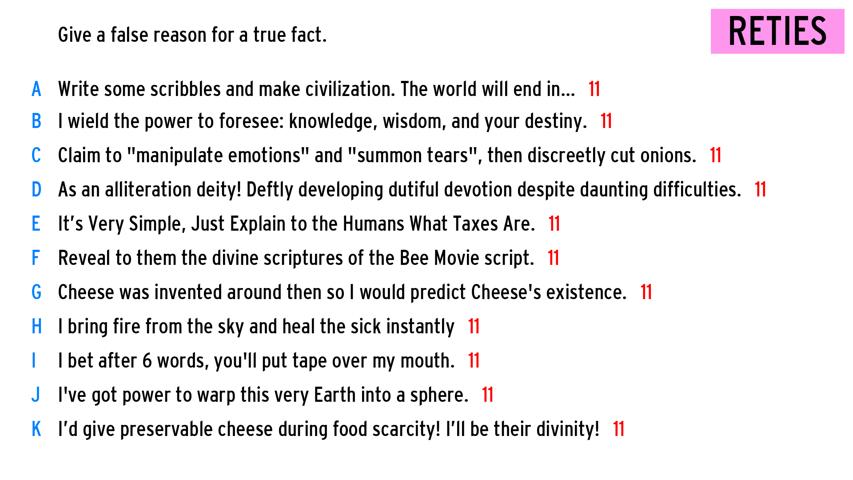 Give a false reason for a true fact.
RETIES
A Write some scribbles and make civilization. The world will end in... 11
B I wield the power to foresee: knowledge, wisdom, and your destiny. 11
C Claim to "manipulate emotions" and "summon tears", then discreetly cut onions. 11
D As an alliteration deity! Deftly developing dutiful devotion despite daunting difficulties. 11
E It’s Very Simple, Just Explain to the Humans What Taxes Are. 11
F Reveal to them the divine scriptures of the Bee Movie script. 11
G Cheese was invented around then so I would predict Cheese's existence. 11
H I bring fire from the sky and heal the sick instantly 11
I I bet after 6 words, you'll put tape over my mouth. 11
J I've got power to warp this very Earth into a sphere. 11
K I’d give preservable cheese during food scarcity! I’ll be their divinity! 11